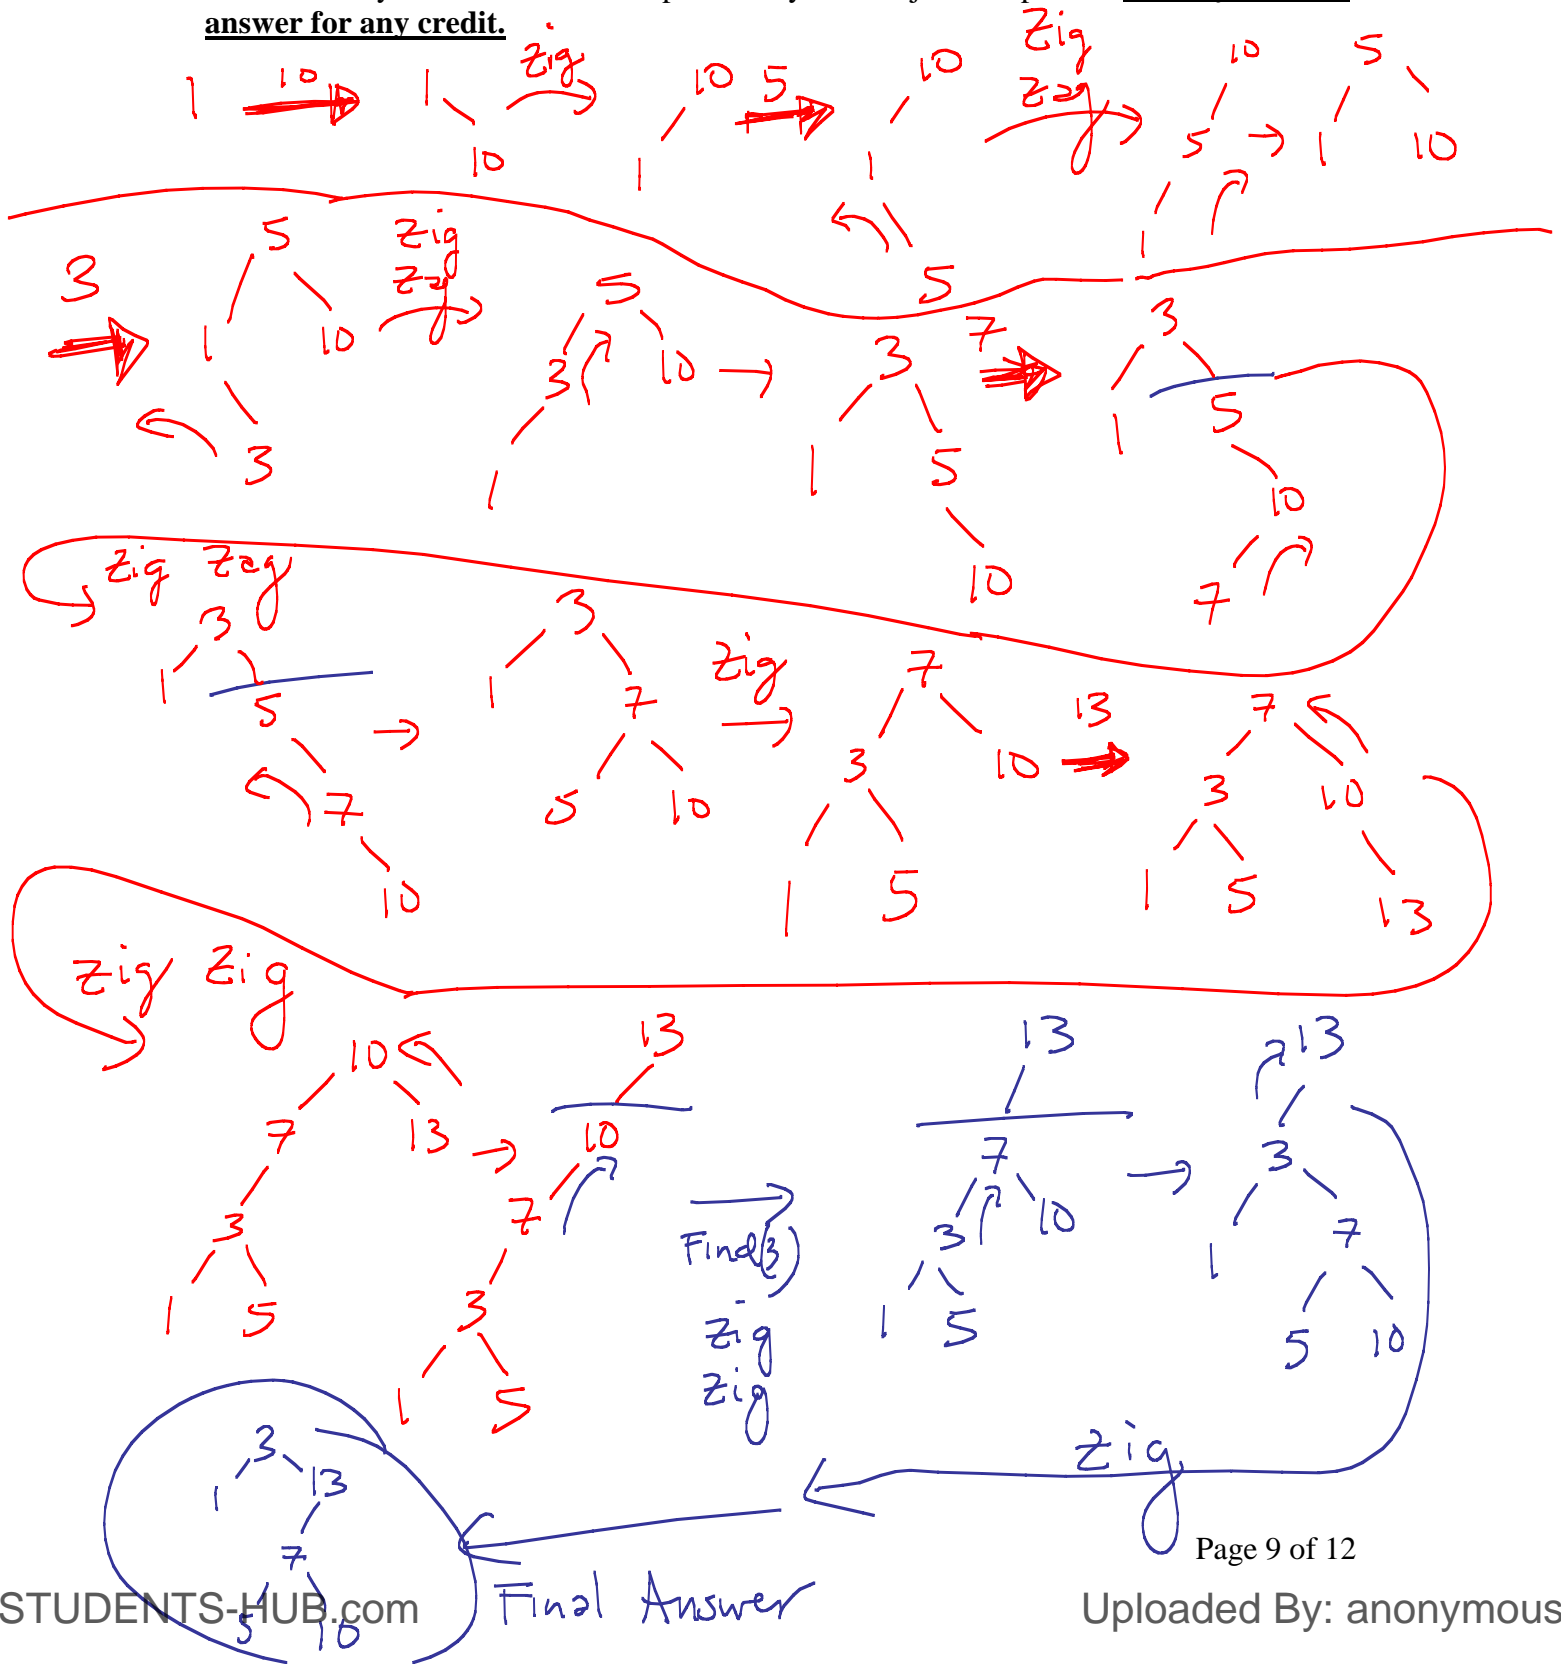 answer for any credit.
1 10 1 zig 10 5 10 Zig Zag 10 5
10 1 1 5 1 10
5 1
3 5 Zig Zag 5 3 7 3
1 10 3 10 1 5 1 5
3 1 10 10
7
Zig Zag
3 3 Zig 7 13 7
1 5 1 7 3 10 3 10
7 5 10 1 5 1 5 13
10
Zig Zig
10 13 13 13
7 13 10 7 3
3 7 Find(3) 3 10 1 7
1 5 3 Zig Zig 1 5 5 10
1 5
3 Zig
1 13
7
5 10
Final Answer
Page 9 of 12
STUDENTS-HUB.com
Uploaded By: anonymous